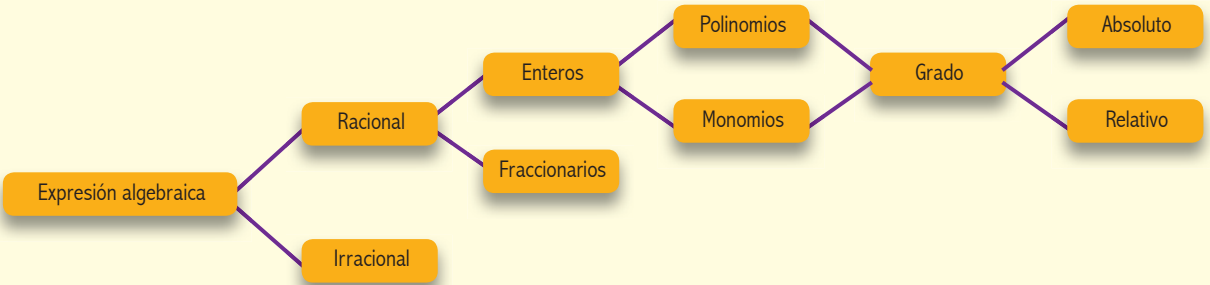 Expresión algebraica
Racional
Irracional
Enteros
Fraccionarios
Polinomios
Monomios
Grado
Absoluto
Relativo